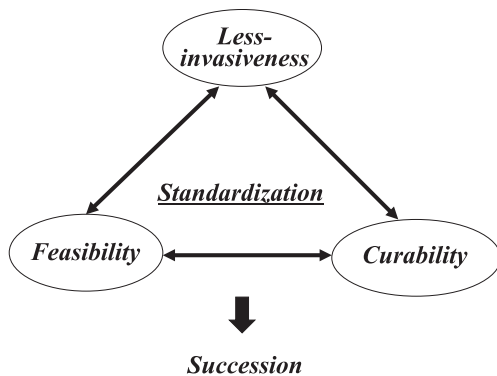 Less-
invasiveness
Standardization
Feasibility
Curability
Succession